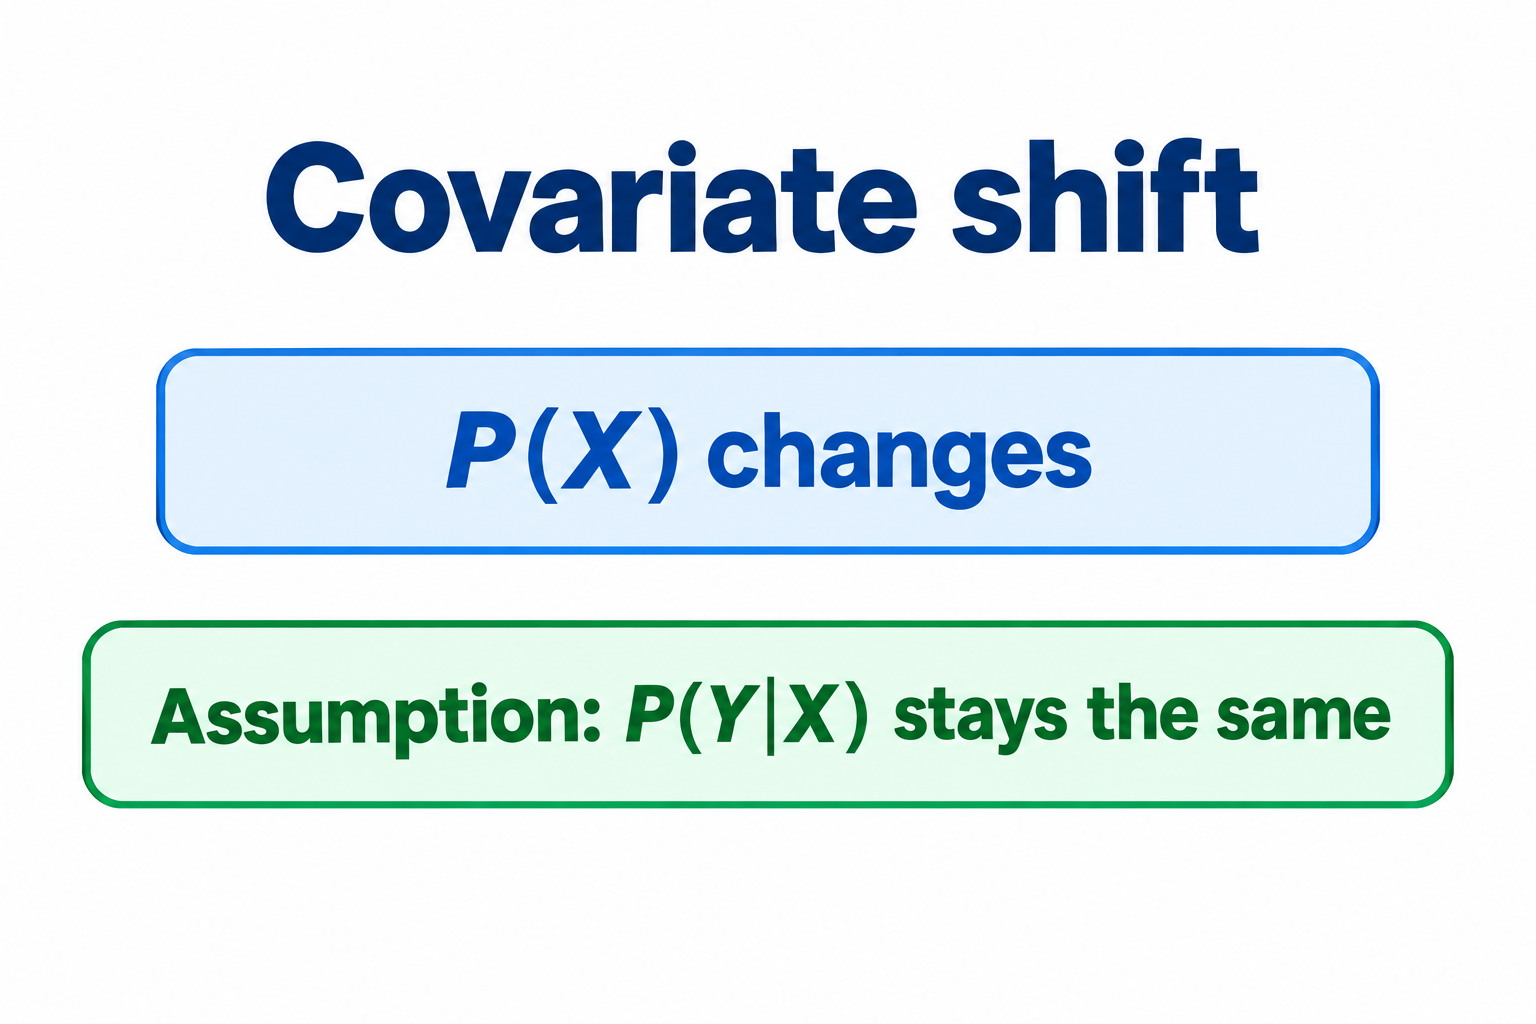 Covariate shift
P(X) changes
Assumption: P(Y|X) stays the same